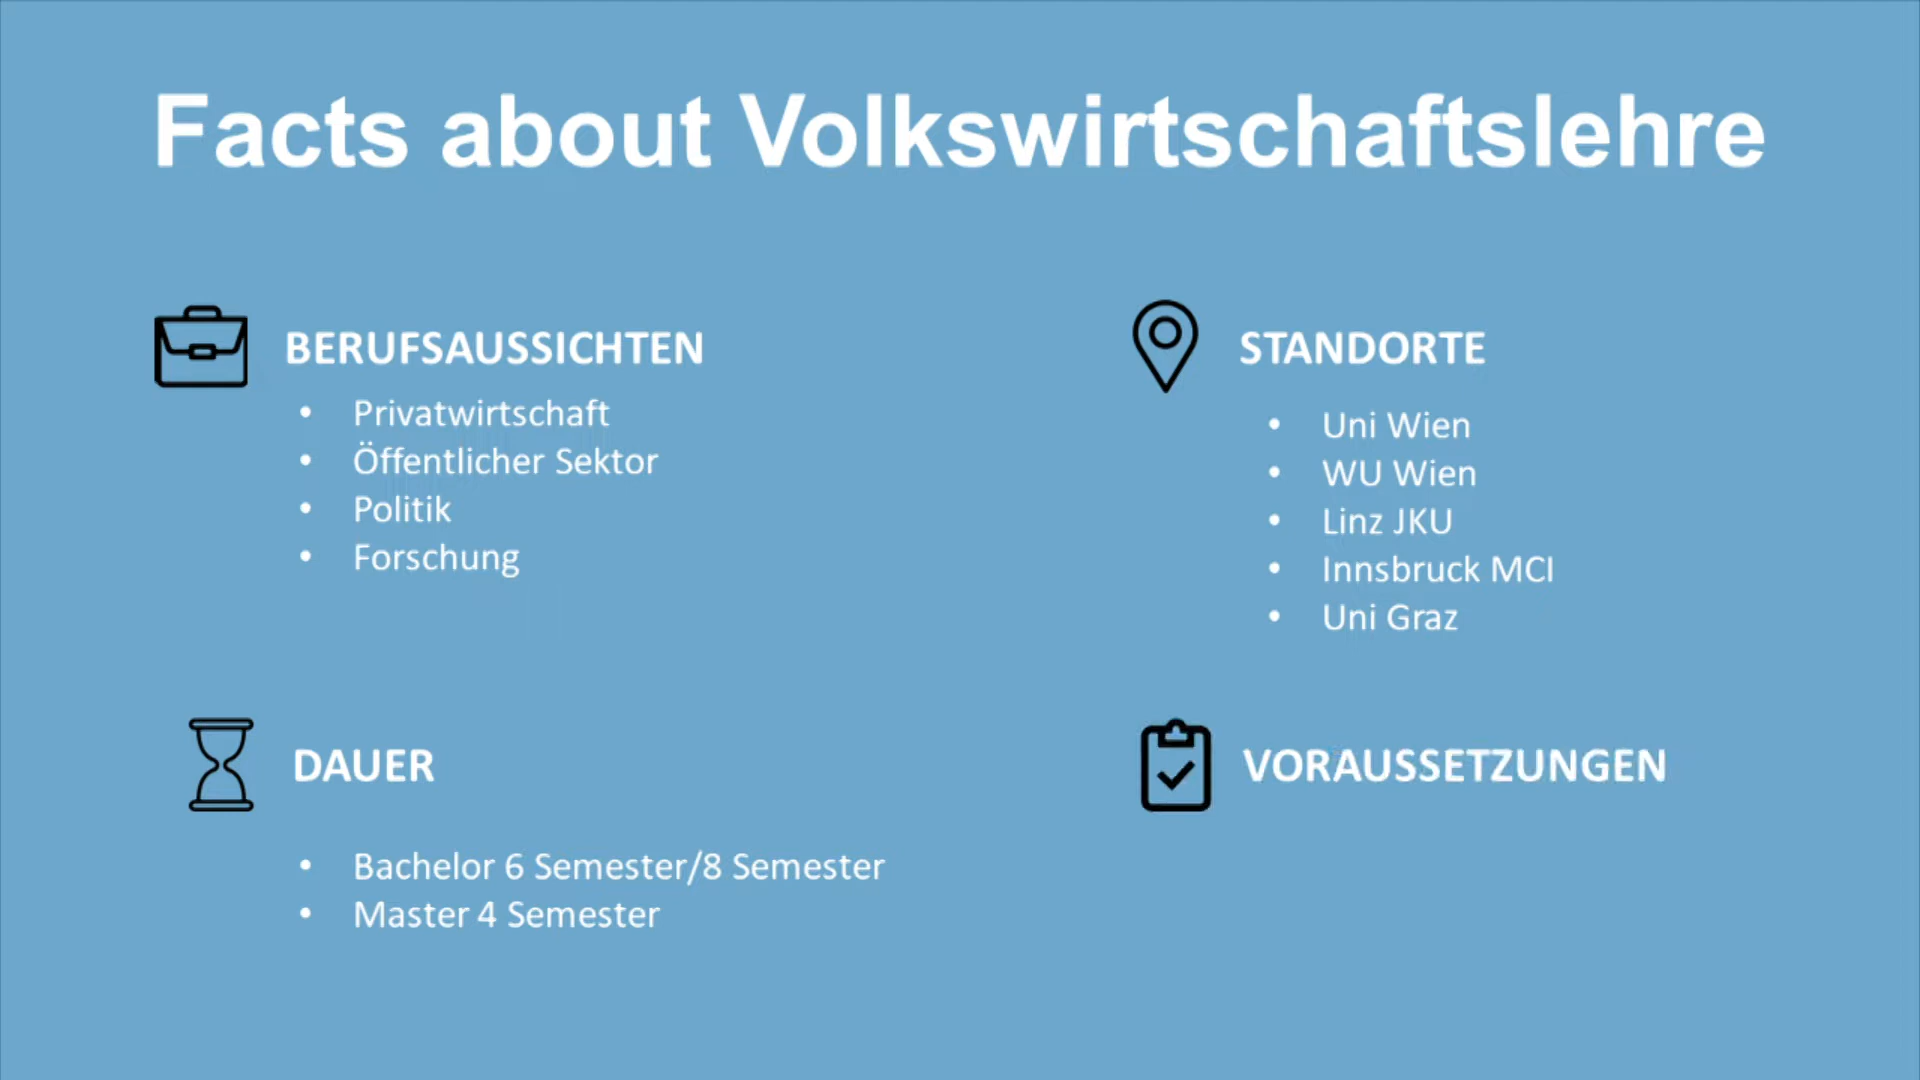 Facts about Volkswirtschaftslehre
BERUFSAUSSICHTEN
• Privatwirtschaft
• Öffentlicher Sektor
• Politik
• Forschung
STANDORTE
• Uni Wien
• WU Wien
• Linz JKU
• Innsbruck MCI
• Uni Graz
DAUER
• Bachelor 6 Semester/8 Semester
• Master 4 Semester
VORAUSSETZUNGEN